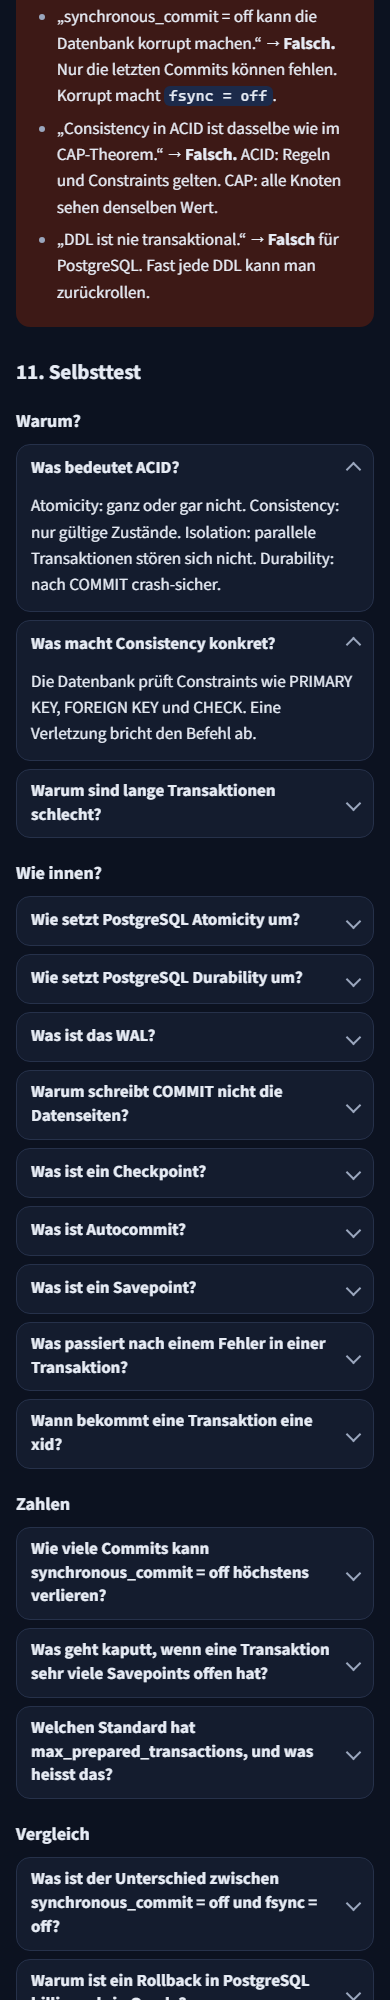 • „synchronous_commit = off kann die
Datenbank korrupt machen.“ → Falsch.
Nur die letzten Commits können fehlen.
Korrupt macht fsync = off.
• „Consistency in ACID ist dasselbe wie im
CAP-Theorem.“ → Falsch. ACID: Regeln
und Constraints gelten. CAP: alle Knoten
sehen denselben Wert.
• „DDL ist nie transaktional.“ → Falsch für
PostgreSQL. Fast jede DDL kann man
zurückrollen.
11. Selbsttest
Warum?
Was bedeutet ACID?
Atomicity: ganz oder gar nicht. Consistency:
nur gültige Zustände. Isolation: parallele
Transaktionen stören sich nicht. Durability:
nach COMMIT crash-sicher.
Was macht Consistency konkret?
Die Datenbank prüft Constraints wie PRIMARY
KEY, FOREIGN KEY und CHECK. Eine
Verletzung bricht den Befehl ab.
Warum sind lange Transaktionen
schlecht?
Wie innen?
Wie setzt PostgreSQL Atomicity um?
Wie setzt PostgreSQL Durability um?
Was ist das WAL?
Warum schreibt COMMIT nicht die
Datenseiten?
Was ist ein Checkpoint?
Was ist Autocommit?
Was ist ein Savepoint?
Was passiert nach einem Fehler in einer
Transaktion?
Wann bekommt eine Transaktion eine
xid?
Zahlen
Wie viele Commits kann
synchronous_commit = off höchstens
verlieren?
Was geht kaputt, wenn eine Transaktion
sehr viele Savepoints offen hat?
Welchen Standard hat
max_prepared_transactions, und was
heisst das?
Vergleich
Was ist der Unterschied zwischen
synchronous_commit = off und fsync =
off?
Warum ist ein Rollback in PostgreSQL